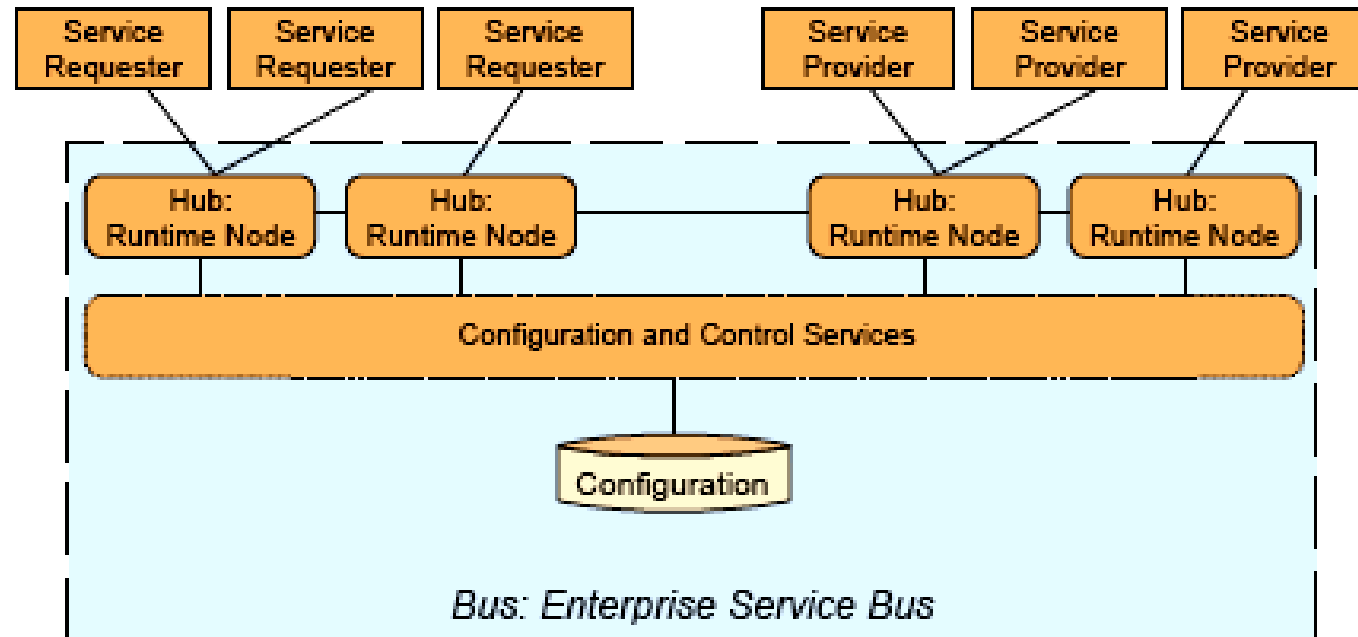 Service
Requester
Service
Requester
Service
Requester
Service
Provider
Service
Provider
Service
Provider
Hub:
Runtime Node
Hub:
Runtime Node
Hub:
Runtime Node
Hub:
Runtime Node
Configuration and Control Services
Configuration
Bus: Enterprise Service Bus